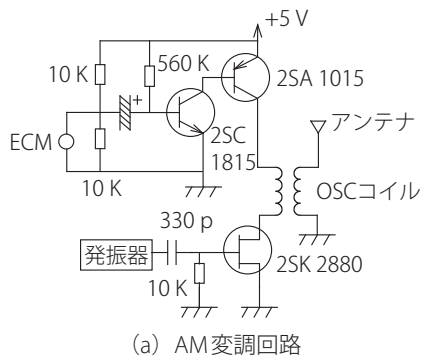 +5 V
10 K
560 K
2SA 1015
+
ECM
2SC
1815
アンテナ
10 K
OSCコイル
330 p
発振器
2SK 2880
10 K
(a) AM変調回路